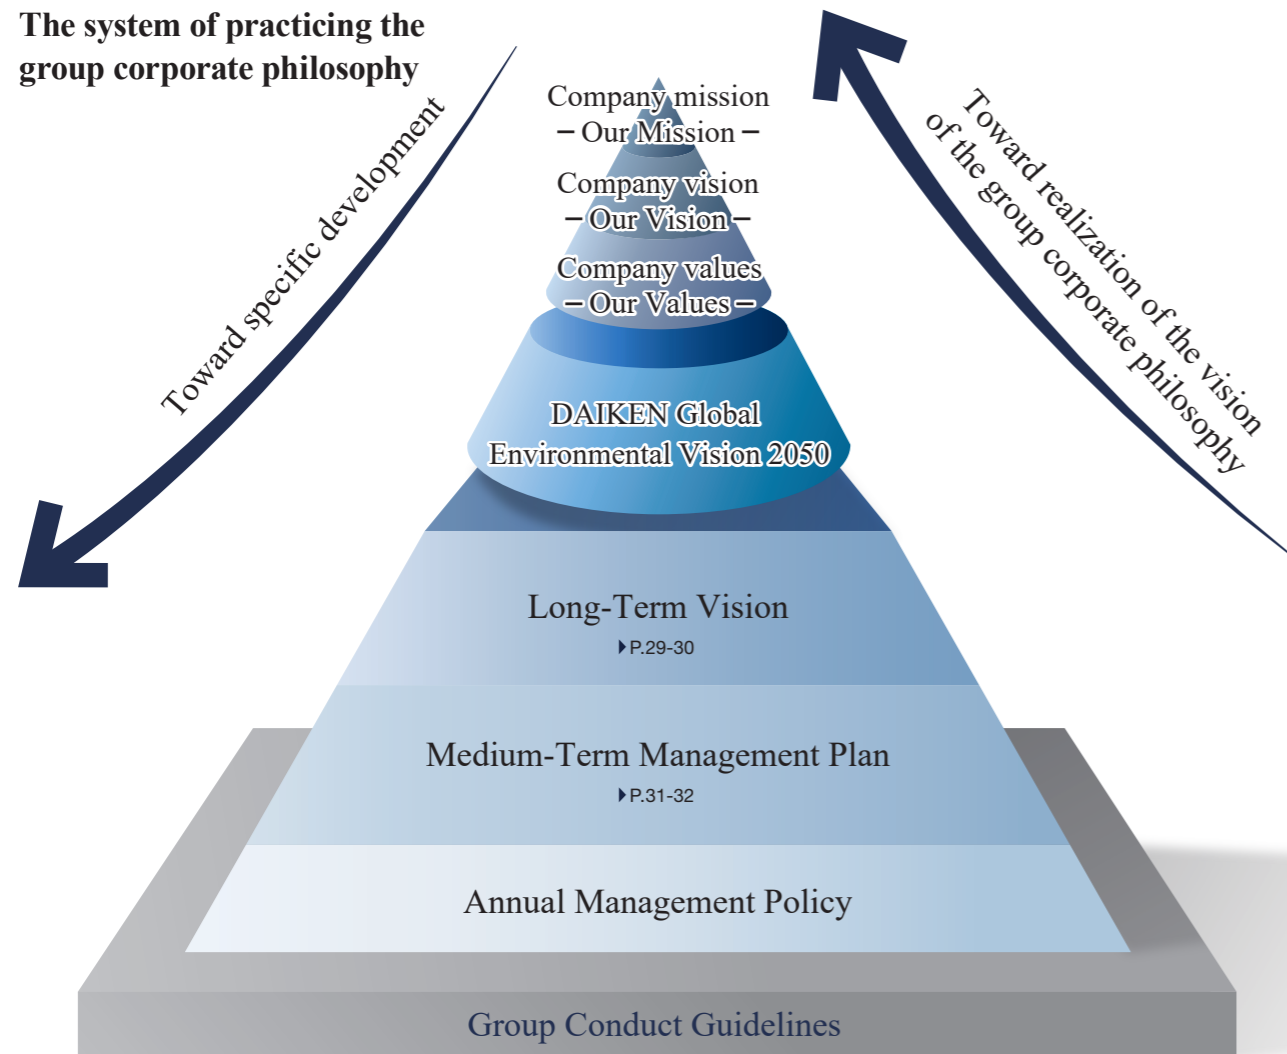 The system of practicing the
group corporate philosophy
Toward specific development
Toward realization of the vision
of the group corporate philosophy
Company mission
– Our Mission –
Company vision
– Our Vision –
Company values
– Our Values –
DAIKEN Global
Environmental Vision 2050
Long-Term Vision
P.29-30
Medium-Term Management Plan
P.31-32
Annual Management Policy
Group Conduct Guidelines